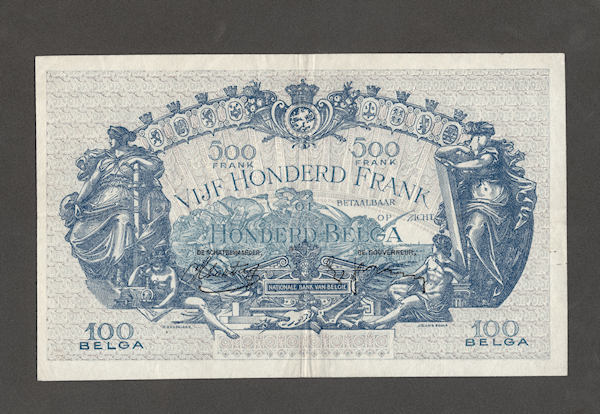 500 FRANK
500 FRANK
VIJF HONDERD FRANK
BETAALBAAR
OF
OP ZICHT
HONDERD BELGA
DE SCHATBEWAARDER,
DE GOUVERNEUR,
NATIONALE BANK VAN BELGIË
100
BELGA
100
BELGA